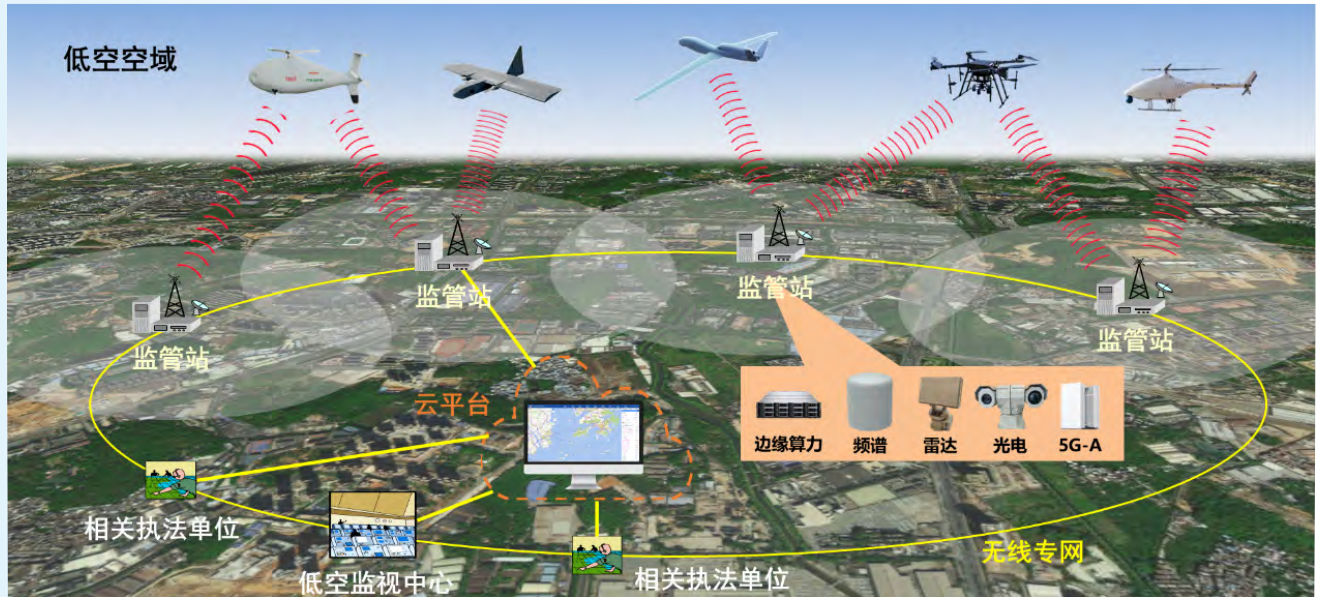 低空空域
监管站
监管站
监管站
监管站
云平台
边缘算力
频谱
雷达
光电
5G-A
相关执法单位
低空监视中心
相关执法单位
无线专网